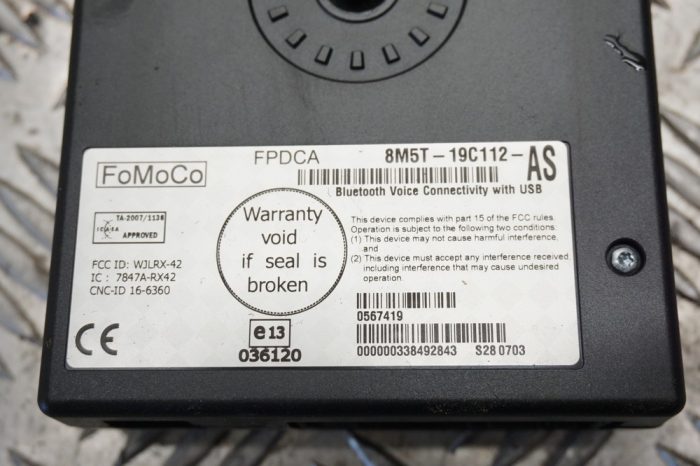 FoMoCo
FPDCA
8M5T-19C112-AS
Bluetooth Voice Connectivity with USB
TA-2007/1138
APPROVED
FCC ID: WJLRX-42
IC : 7847A-RX42
CNC-ID 16-6360
Warranty
void
if seal is
broken
This device complies with part 15 of the FCC rules.
Operation is subject to the following two conditions:
(1) This device may not cause harmful interference,
and
(2) This device must accept any interference received,
including interference that may cause undesired
operation.
0567419
000000338492843 S28 0703
CE
e13
036120